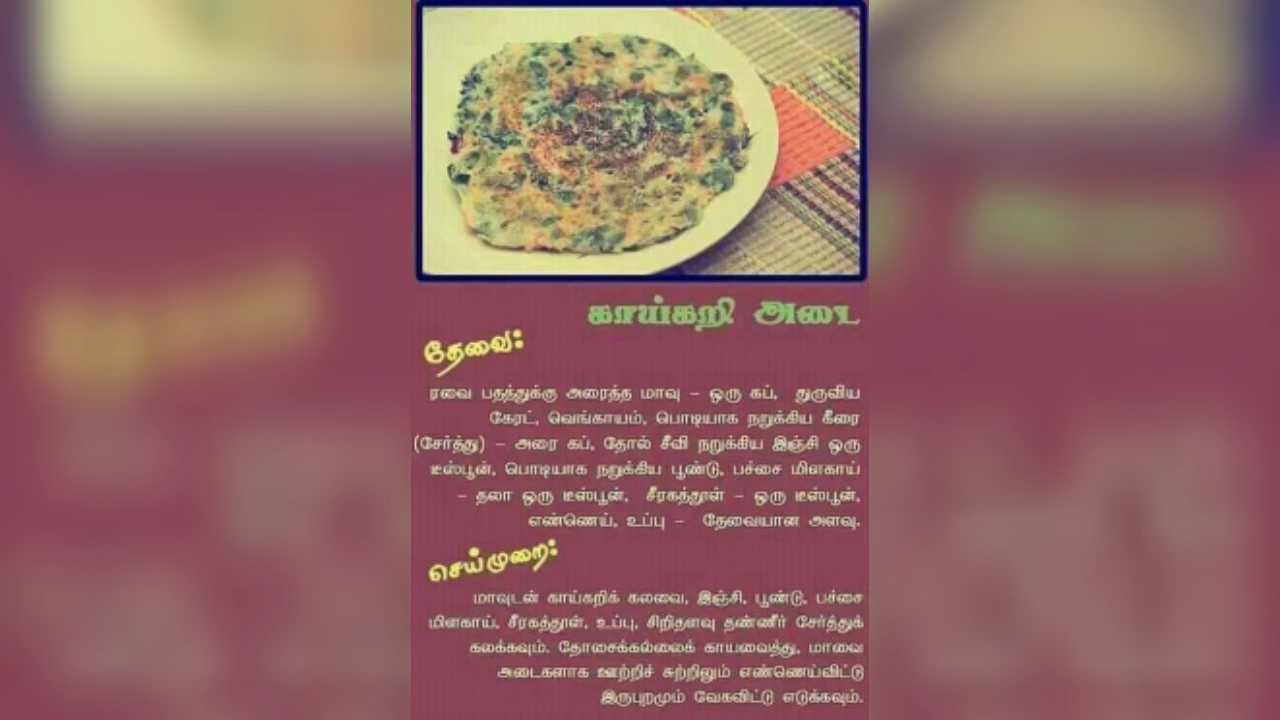 காய்கறி அடை
தேவை:
ரவை பதத்துக்கு அரைத்த மாவு – ஒரு கப், துருவிய
கேரட், வெங்காயம், பொடியாக நறுக்கிய கீரை
(சேர்த்து) – அரை கப், தோல் சீவி நறுக்கிய இஞ்சி ஒரு
டீஸ்பூன், பொடியாக நறுக்கிய பூண்டு, பச்சை மிளகாய்
– தலா ஒரு டீஸ்பூன், சீரகத்தூள் – ஒரு டீஸ்பூன்,
எண்ணெய், உப்பு – தேவையான அளவு.
செய்முறை:
மாவுடன் காய்கறிக் கலவை, இஞ்சி, பூண்டு, பச்சை
மிளகாய், சீரகத்தூள், உப்பு, சிறிதளவு தண்ணீர் சேர்த்துக்
கலக்கவும். தோசைக்கல்லைக் காயவைத்து, மாவை
அடைகளாக ஊற்றிச் சுற்றிலும் எண்ணெய்விட்டு
இருபுறமும் வேகவிட்டு எடுக்கவும்.